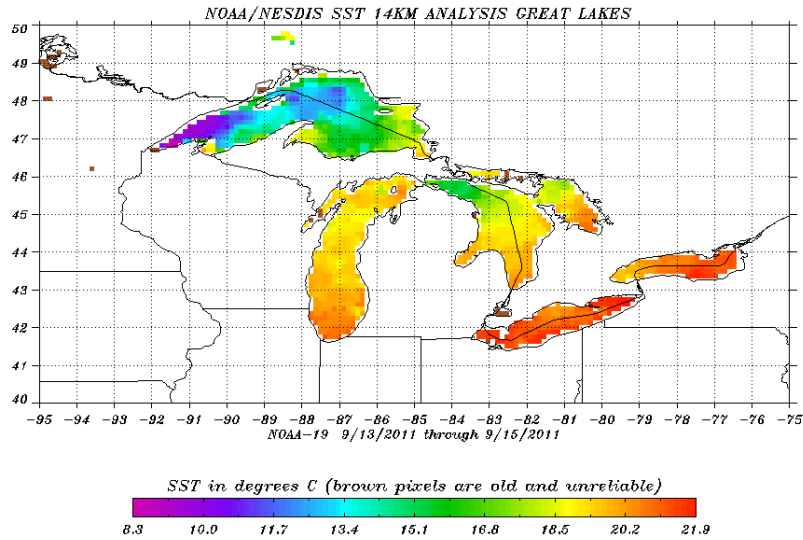 NOAA/NESDIS SST 14KM ANALYSIS GREAT LAKES
50
49
48
47
46
45
44
43
42
41
40
-95 -94 -93 -92 -91 -90 -89 -88 -87 -86 -85 -84 -83 -82 -81 -80 -79 -78 -77 -76 -75
NOAA-19 9/13/2011 through 9/15/2011
SST in degrees C (brown pixels are old and unreliable)
8.3 10.0 11.7 13.4 15.1 16.8 18.5 20.2 21.9